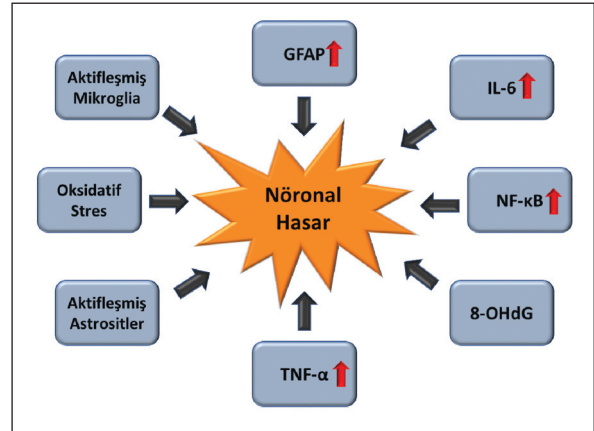 GFAP
Aktifleşmiş
Mikroglia
IL-6
Oksidatif
Stres
Nöronal
Hasar
NF-κB
Aktifleşmiş
Astrositler
8-OHdG
TNF-α